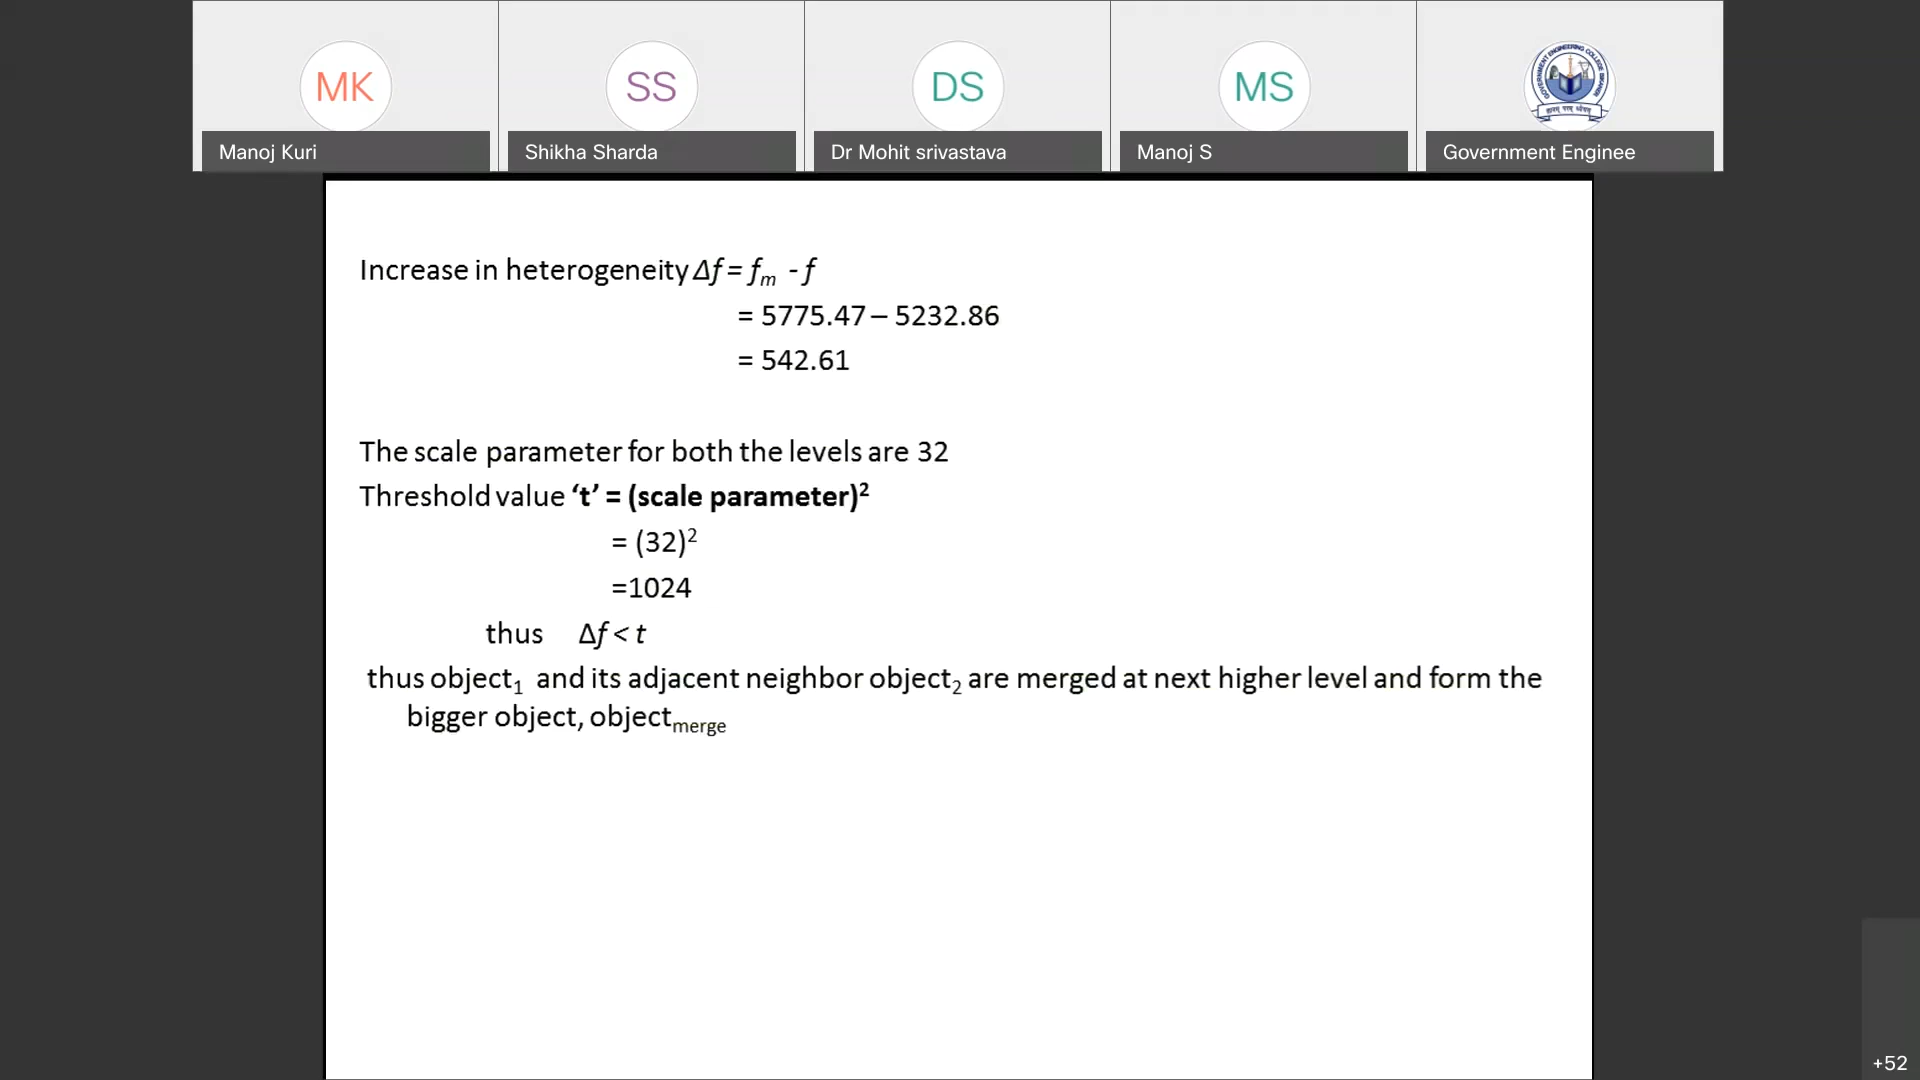 MK
SS
DS
MS
Manoj Kuri
Shikha Sharda
Dr Mohit srivastava
Manoj S
Government Enginee
Increase in heterogeneity Δf = fm - f
= 5775.47 – 5232.86
= 542.61
The scale parameter for both the levels are 32
Threshold value ‘t’ = (scale parameter)²
= (32)²
=1024
thus Δf < t
thus object₁ and its adjacent neighbor object₂ are merged at next higher level and form the
bigger object, objectmerge
+52